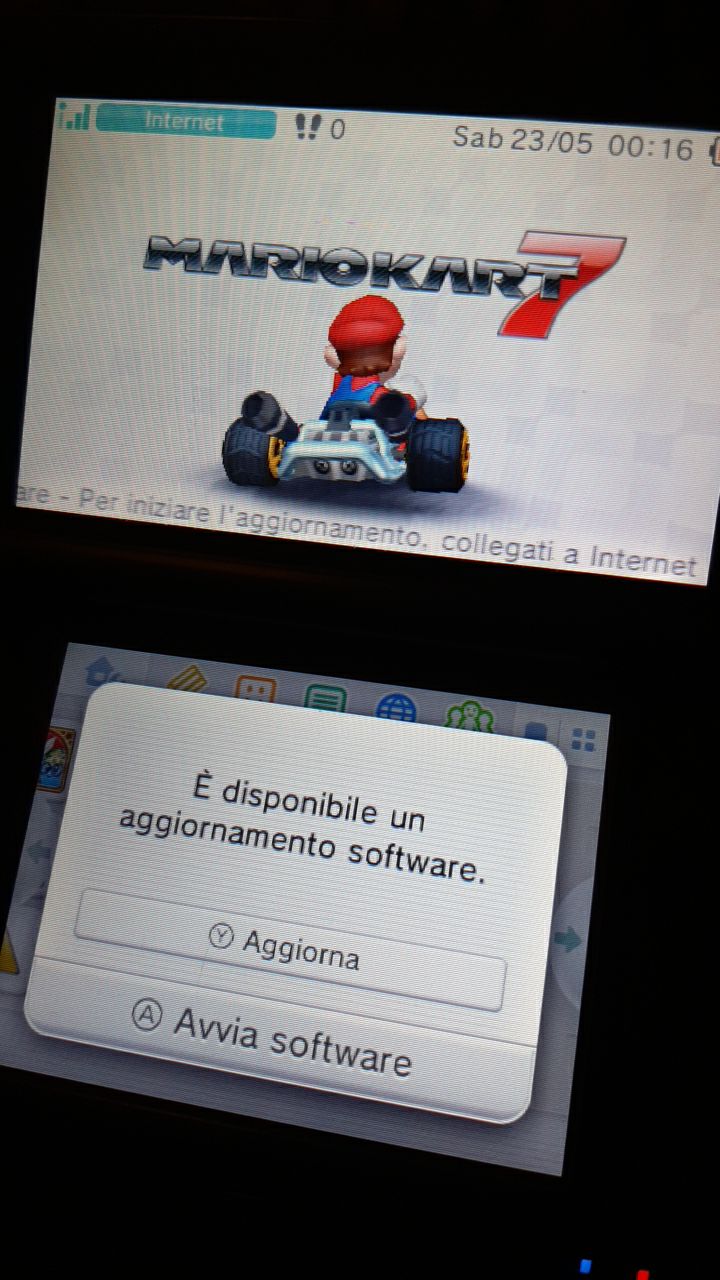 Internet
0
Sab 23/05 00:16
MARIOKART 7
are - Per iniziare l'aggiornamento, collegati a Internet
È disponibile un
aggiornamento software.
Ⓨ Aggiorna
Ⓐ Avvia software